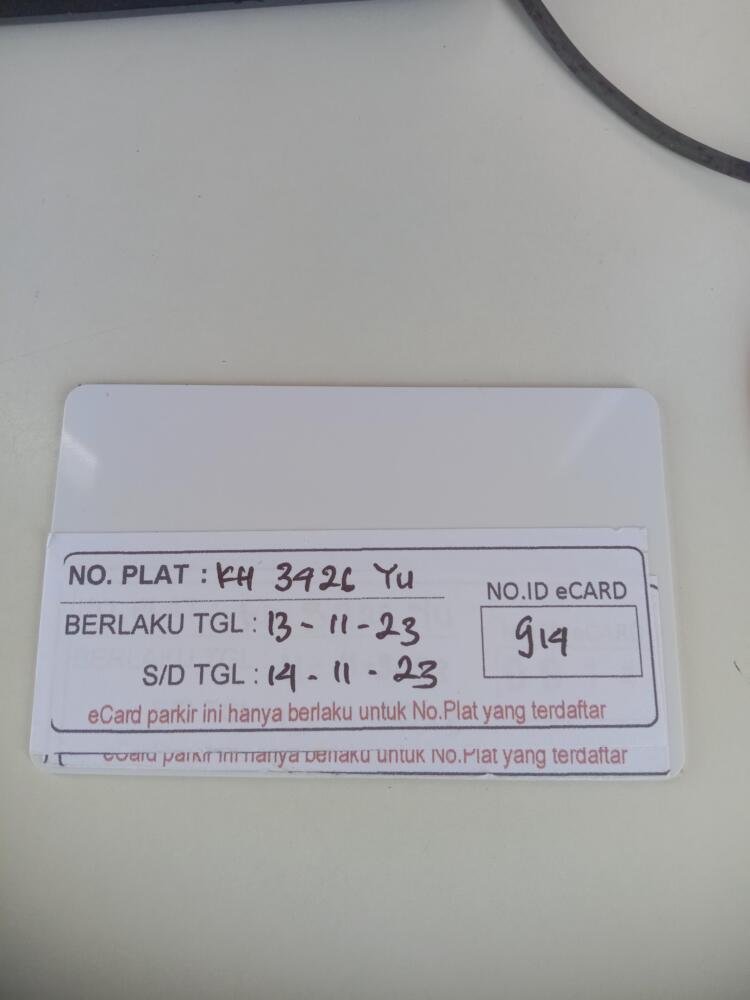 NO. PLAT : KH 3426 YU
NO.ID eCARD
BERLAKU TGL : 13 - 11 - 23
914
S/D TGL : 14 - 11 - 23
eCard parkir ini hanya berlaku untuk No.Plat yang terdaftar
eCard parkir ini hanya berlaku untuk No.Plat yang terdaftar